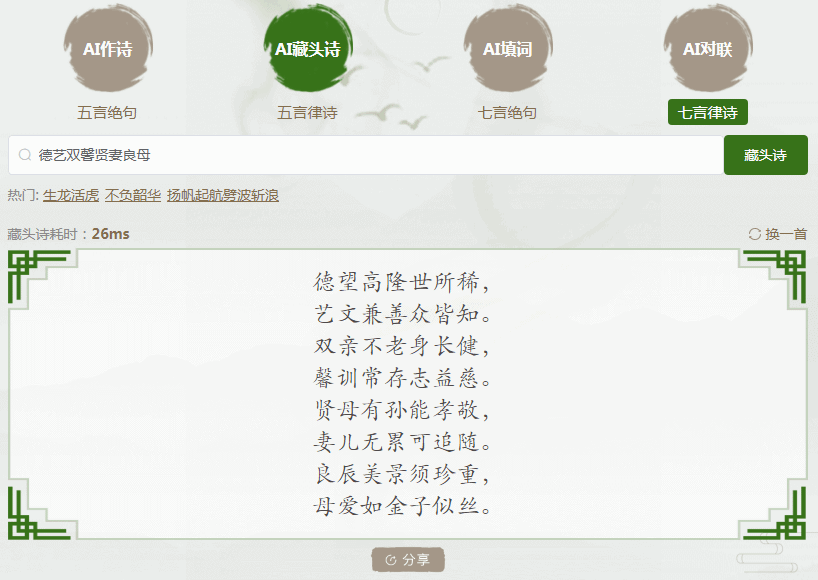 AI作诗 AI藏头诗 AI填词 AI对联
五言绝句 五言律诗 七言绝句 七言律诗
德艺双馨贤妻良母 藏头诗
热门: 生龙活虎 不负韶华 扬帆起航劈波斩浪
藏头诗耗时：26ms 换一首
德望高隆世所稀，
艺文兼善众皆知。
双亲不老身长健，
馨训常存志益慈。
贤母有孙能孝敬，
妻儿无累可追随。
良辰美景须珍重，
母爱如金子似丝。
分享